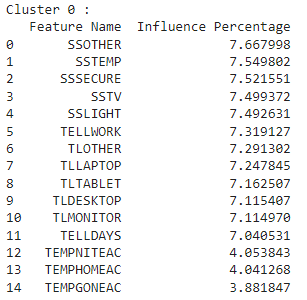 Cluster 0 :
Feature Name Influence Percentage
0 SSOTHER 7.667998
1 SSTEMP 7.549802
2 SSSECURE 7.521551
3 SSTV 7.499372
4 SSLIGHT 7.492631
5 TELLWORK 7.319127
6 TLOTHER 7.291302
7 TLLAPTOP 7.247845
8 TLTABLET 7.162507
9 TLDESKTOP 7.115407
10 TLMONITOR 7.114970
11 TELLDAYS 7.040531
12 TEMPNITEAC 4.053843
13 TEMPHOMEAC 4.041268
14 TEMPGONEAC 3.881847